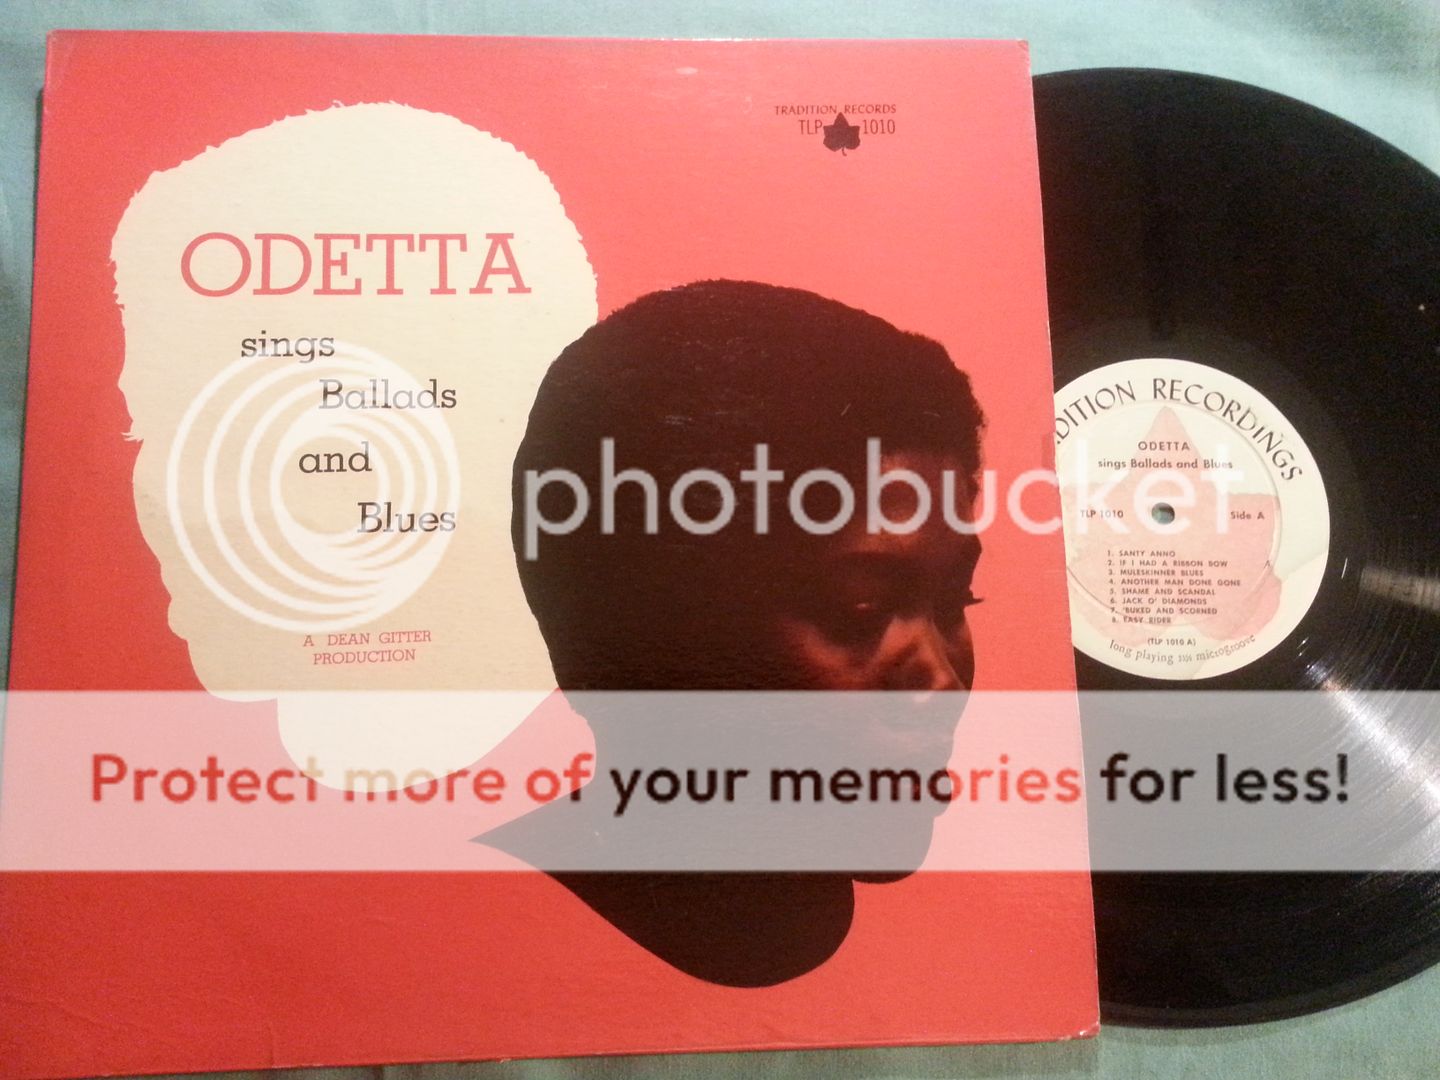 TRADITION RECORDS
TLP 1010
ODETTA
sings
Ballads
and
Blues
A DEAN GITTER
PRODUCTION
photobucket
Protect more of your memories for less!
DITION RECORDINGS
ODETTA
sings Ballads and Blues
TLP 1010 Side A
1. SANTY ANNO
2. IF I HAD A RIBBON BOW
3. MULESKINNER BLUES
4. ANOTHER MAN DONE GONE
5. SHAME AND SCANDAL
6. JACK O' DIAMONDS
7. 'BUKED AND SCORNED
8. EASY RIDER
(TLP 1010 A)
long playing 33⅓ microgroove